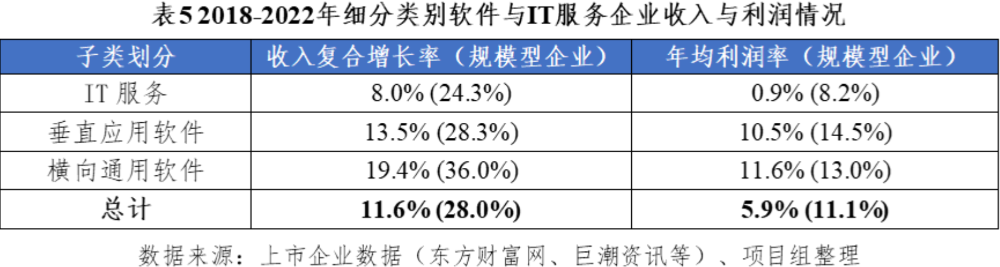 表5 2018-2022年细分类别软件与IT服务企业收入与利润情况
子类划分 收入复合增长率（规模型企业） 年均利润率（规模型企业）
IT 服务 8.0% (24.3%) 0.9% (8.2%)
垂直应用软件 13.5% (28.3%) 10.5% (14.5%)
横向通用软件 19.4% (36.0%) 11.6% (13.0%)
总计 11.6% (28.0%) 5.9% (11.1%)
数据来源：上市企业数据（东方财富网、巨潮资讯等）、项目组整理